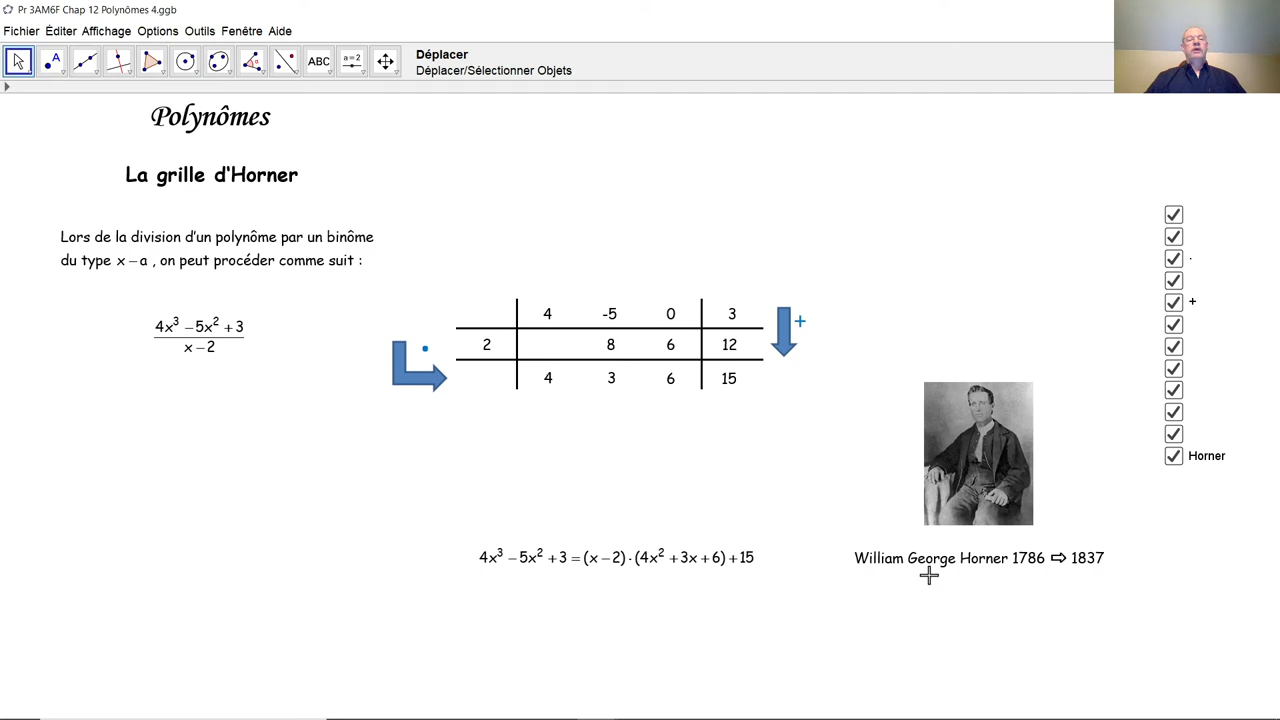 Pr 3AM6F Chap 12 Polynômes 4.ggb
Fichier Éditer Affichage Options Outils Fenêtre Aide
A
ABC
a=2
Déplacer
Déplacer/Sélectionner Objets
Polynômes
La grille d'Horner
Lors de la division d'un polynôme par un binôme
du type x – a , on peut procéder comme suit :
4x³ – 5x² + 3
x – 2
4 -5 0 3
2 8 6 12
4 3 6 15
+
·
·
+
Horner
4x³ – 5x² + 3 = (x – 2) · (4x² + 3x + 6) + 15
William George Horner 1786 ⇨ 1837